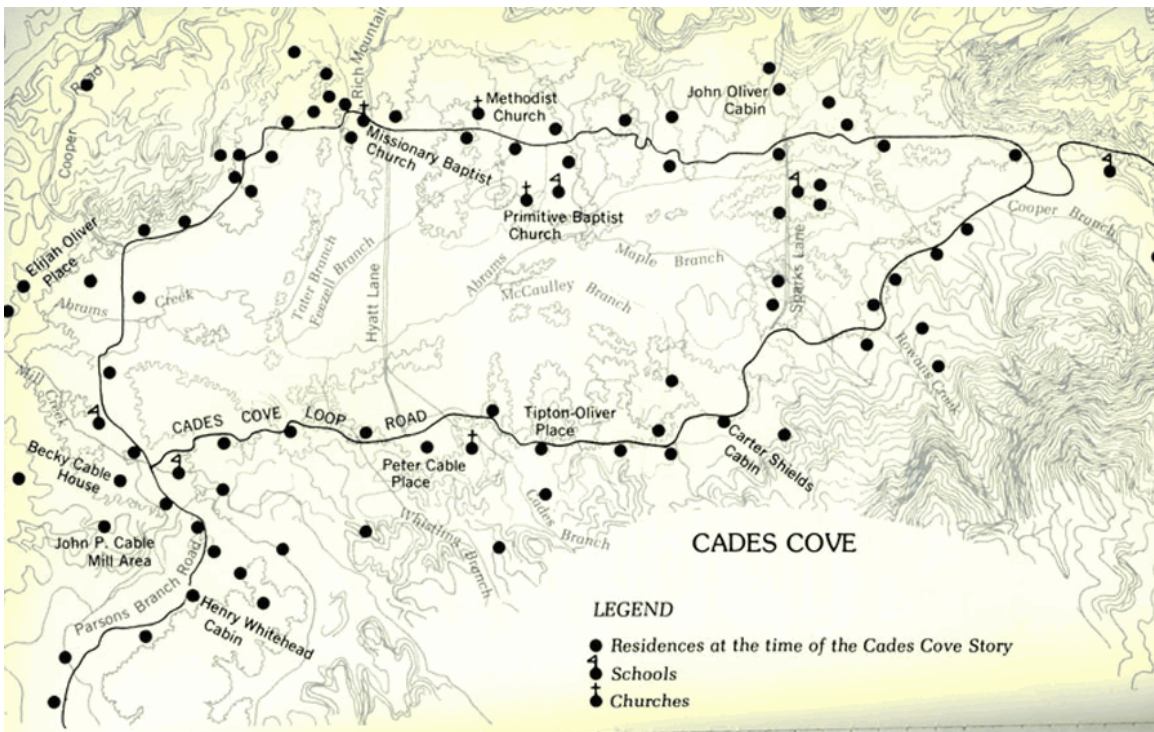 Road
Cooper
Rich Mountain
Methodist
Church
John Oliver
Cabin
Missionary Baptist
Church
Primitive Baptist
Church
Cooper Branch
Elijah Oliver
Place
Abrams Creek
Tater Branch
Feezell Branch
Hyatt Lane
Abrams
Maple Branch
McCaulley Branch
Sparks Lane
Rowans Creek
Mill Creek
CADES COVE LOOP ROAD
Tipton-Oliver
Place
Carter Shields
Cabin
Becky Cable
House
Peter Cable
Place
Cades Branch
Whistling Branch
John P. Cable
Mill Area
Parsons Branch Road
Henry Whitehead
Cabin
CADES COVE
LEGEND
Residences at the time of the Cades Cove Story
Schools
Churches